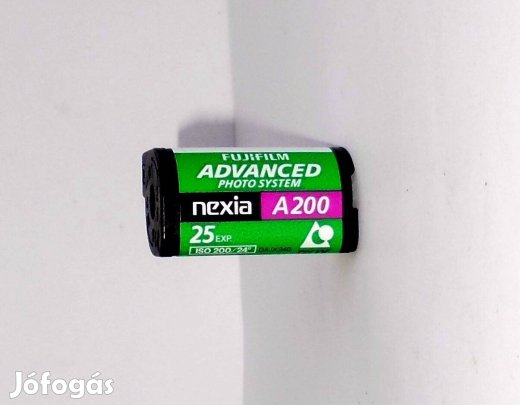 FUJIFILM
ADVANCED
PHOTO SYSTEM
nexia A200
25 EXP.
ISO 200/24°
Jófogás